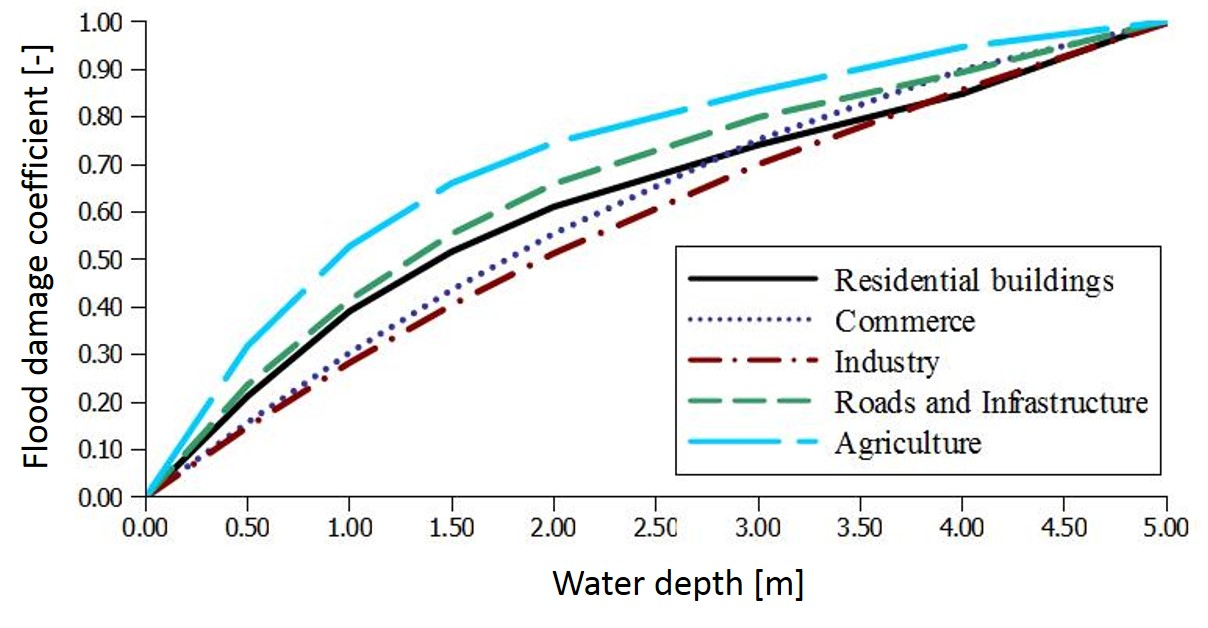 Flood damage coefficient [-]
1.00
0.90
0.80
0.70
0.60
0.50
0.40
0.30
0.20
0.10
0.00
0.00 0.50 1.00 1.50 2.00 2.50 3.00 3.50 4.00 4.50 5.00
Water depth [m]
Residential buildings
Commerce
Industry
Roads and Infrastructure
Agriculture